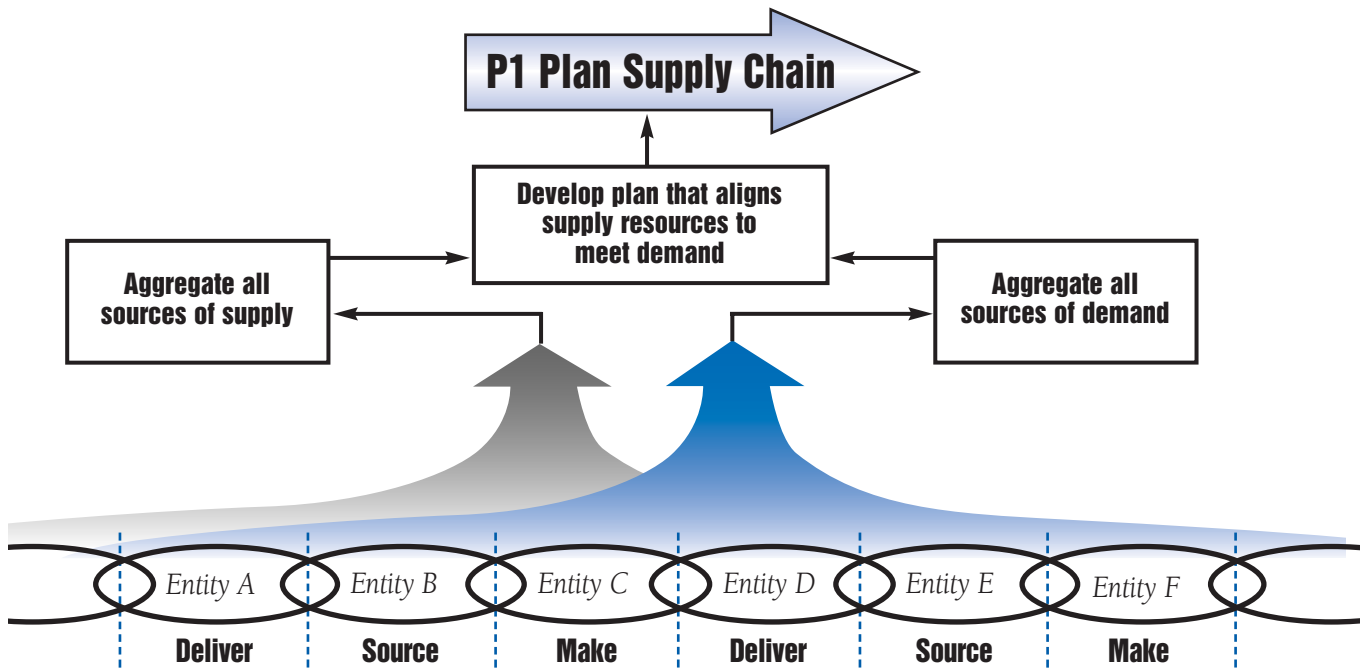 P1 Plan Supply Chain
Develop plan that aligns
supply resources to
meet demand
Aggregate all
sources of supply
Aggregate all
sources of demand
Entity A
Entity B
Entity C
Entity D
Entity E
Entity F
Deliver
Source
Make
Deliver
Source
Make